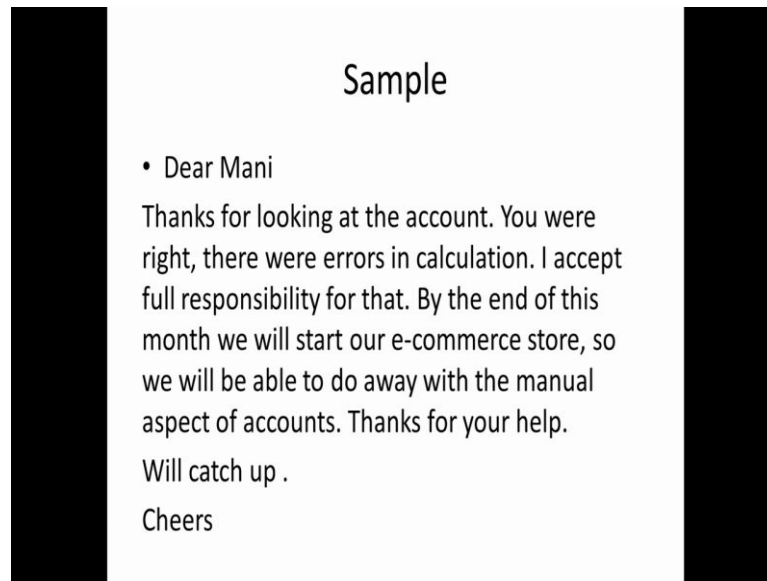 Sample
• Dear Mani
Thanks for looking at the account. You were
right, there were errors in calculation. I accept
full responsibility for that. By the end of this
month we will start our e-commerce store, so
we will be able to do away with the manual
aspect of accounts. Thanks for your help.
Will catch up .
Cheers